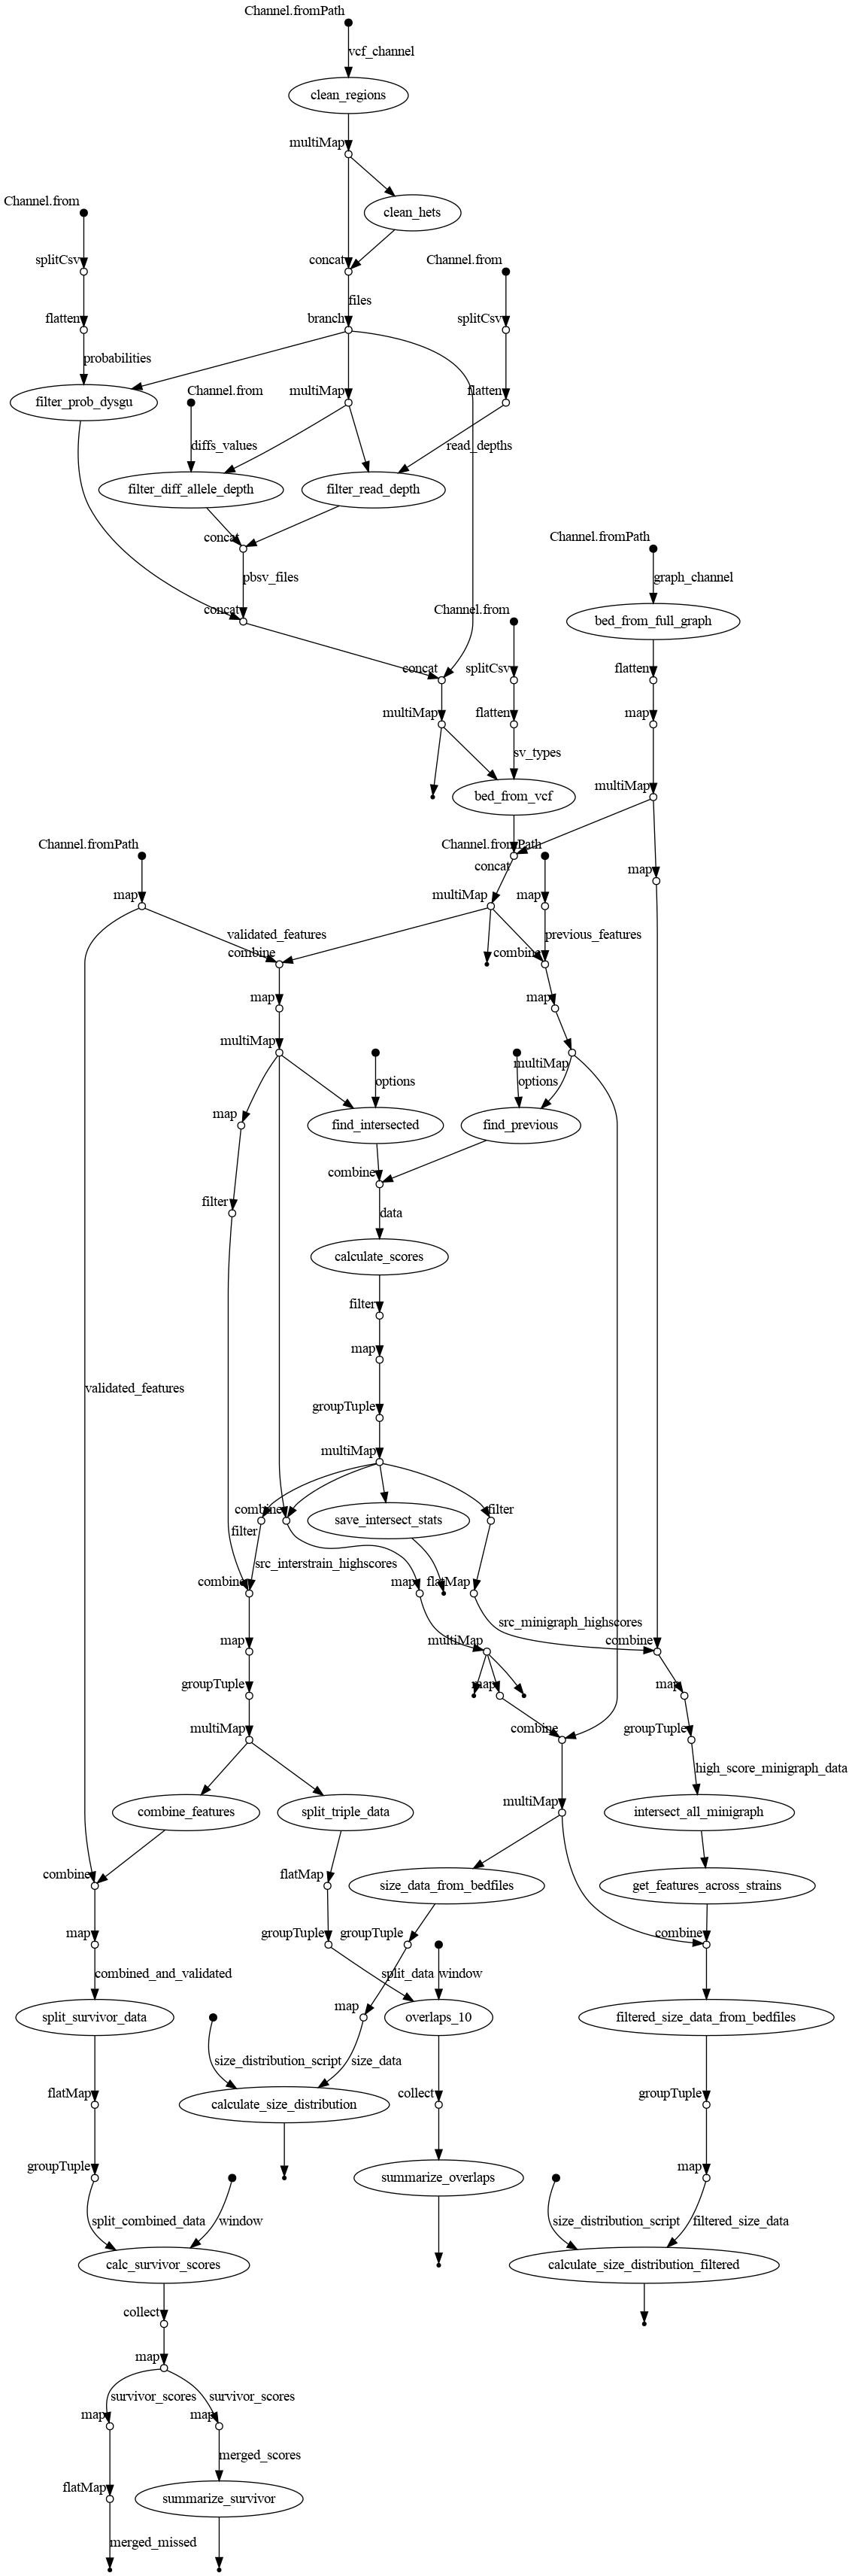 Channel.fromPath
vcf_channel
clean_regions
multiMap
Channel.from
clean_hets
splitCsv
concat
Channel.from
files
flatten
branch
splitCsv
probabilities
filter_prob_dysgu
Channel.from
multiMap
flatten
diffs_values
read_depths
filter_diff_allele_depth
filter_read_depth
concat
Channel.fromPath
pbsv_files
graph_channel
concat
Channel.from
bed_from_full_graph
concat
splitCsv
flatten
multiMap
flatten
map
sv_types
bed_from_vcf
multiMap
Channel.fromPath
Channel.fromPath
concat
map
map
multiMap
map
validated_features
previous_features
combine
combine
map
map
multiMap
multiMap
options
options
map
find_intersected
find_previous
combine
filter
data
calculate_scores
filter
map
validated_features
groupTuple
multiMap
combine
filter
save_intersect_stats
filter
src_interstrain_highscores
combine
map
flatMap
src_minigraph_highscores
map
multiMap
combine
groupTuple
map
map
multiMap
combine
groupTuple
high_score_minigraph_data
combine_features
split_triple_data
multiMap
intersect_all_minigraph
combine
flatMap
size_data_from_bedfiles
get_features_across_strains
map
groupTuple
groupTuple
combine
combined_and_validated
split_data
window
split_survivor_data
map
overlaps_10
filtered_size_data_from_bedfiles
size_distribution_script
size_data
flatMap
calculate_size_distribution
collect
groupTuple
groupTuple
summarize_overlaps
map
split_combined_data
window
size_distribution_script
filtered_size_data
calc_survivor_scores
calculate_size_distribution_filtered
collect
map
survivor_scores
survivor_scores
map
map
merged_scores
flatMap
summarize_survivor
merged_missed